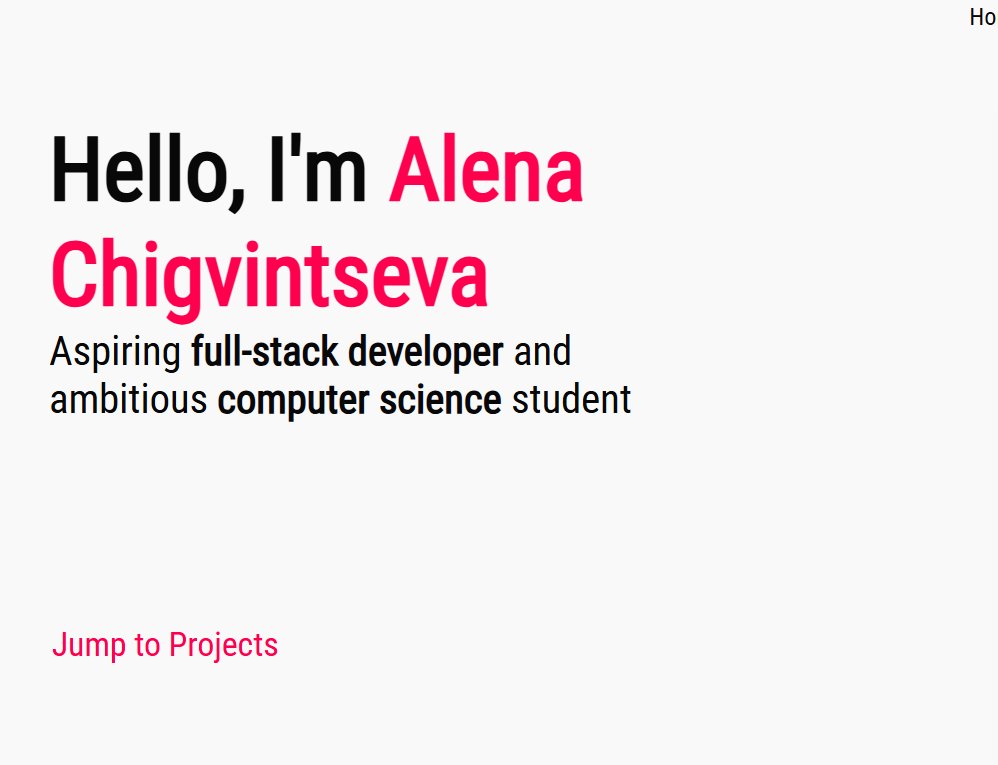 Ho
Hello, I'm Alena
Chigvintseva
Aspiring full-stack developer and
ambitious computer science student
Jump to Projects